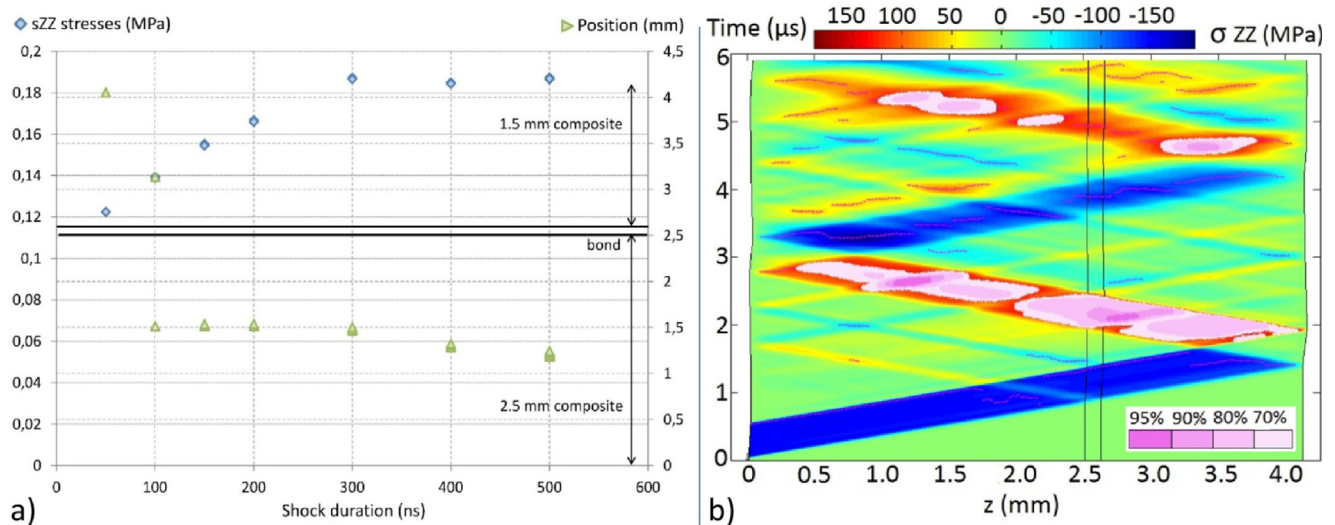 sZZ stresses (MPa)
Position (mm)
0,2
0,18
0,16
0,14
0,12
0,1
0,08
0,06
0,04
0,02
0
4,5
4
3,5
3
2,5
2
1,5
1
0,5
0
1.5 mm composite
bond
2.5 mm composite
0 100 200 300 400 500 600
Shock duration (ns)
a)
Time (µs)
150 100 50 0 -50 -100 -150
σ ZZ (MPa)
6
5
4
3
2
1
0
95% 90% 80% 70%
0 0.5 1.0 1.5 2.0 2.5 3.0 3.5 4.0
z (mm)
b)